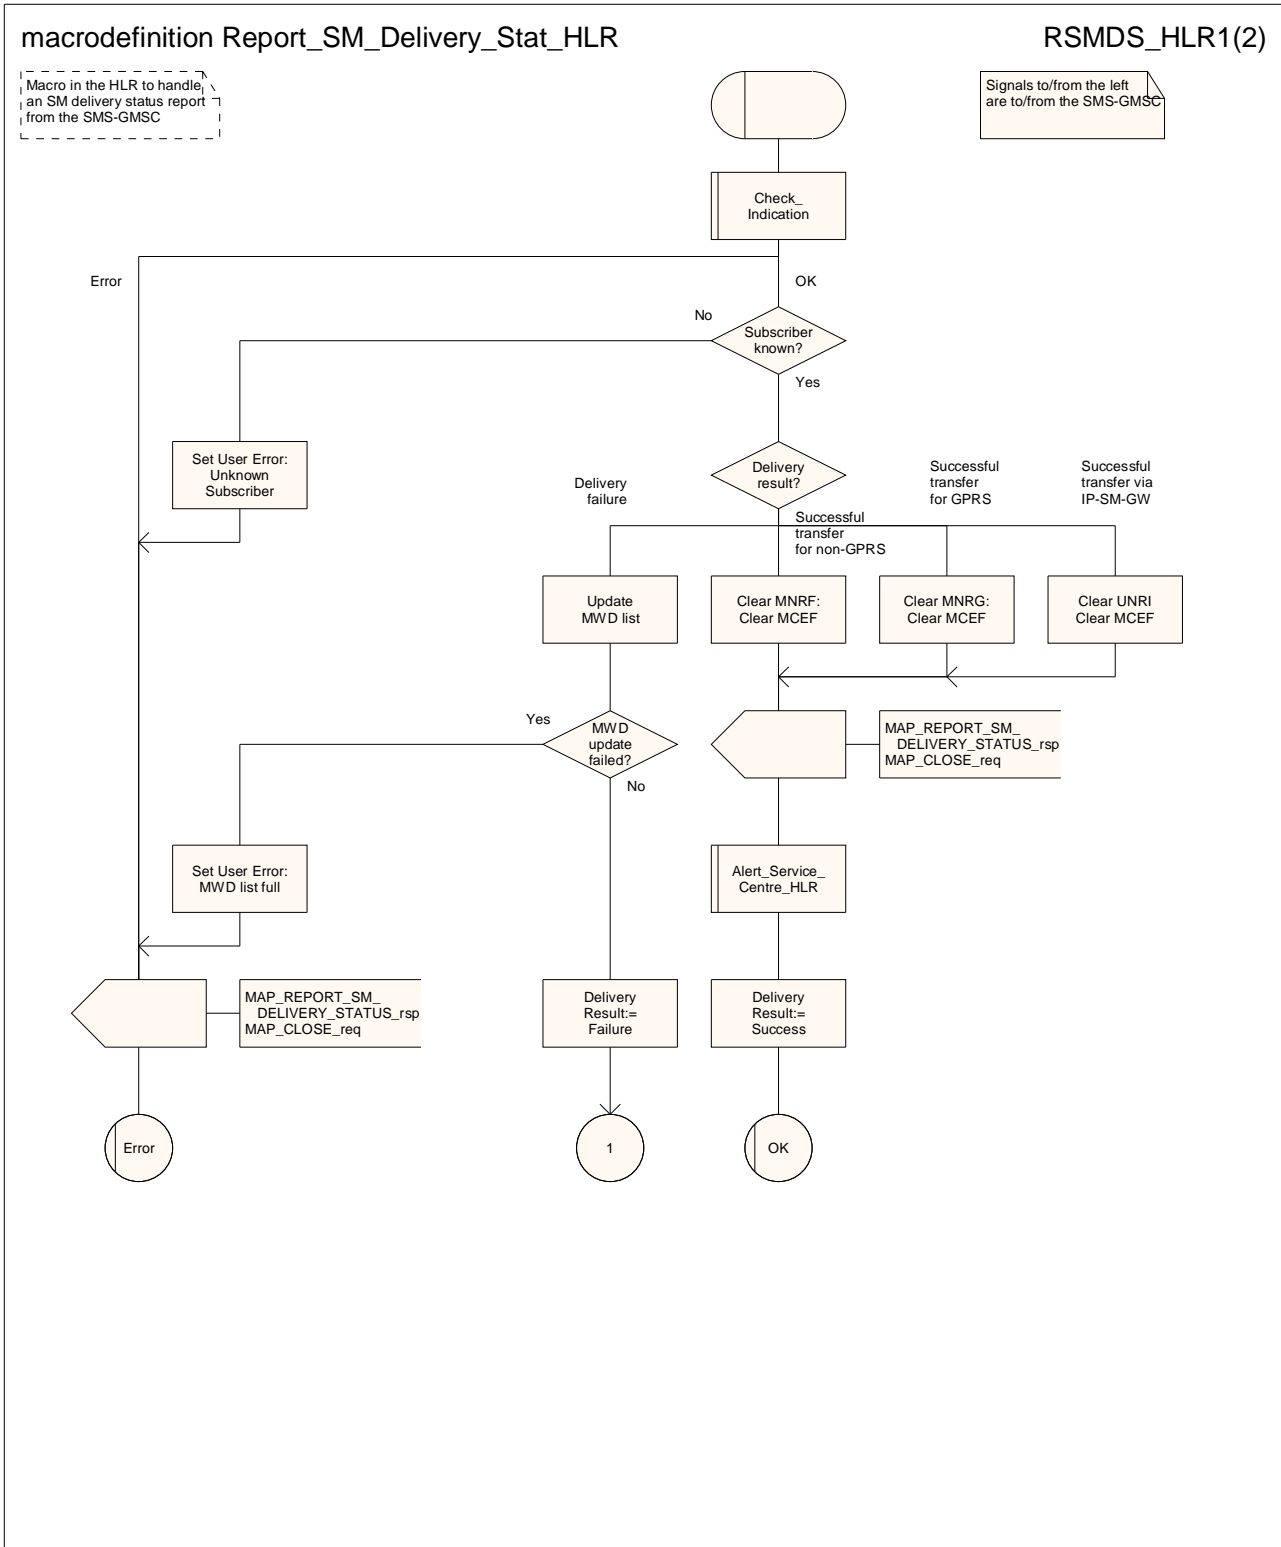 macrodefinition Report_SM_Delivery_Stat_HLR
RSMDS_HLR1(2)
Macro in the HLR to handle
an SM delivery status report
from the SMS-GMSC
Signals to/from the left
are to/from the SMS-GMSC
Check_
Indication
Error
OK
No
Subscriber
known?
Yes
Set User Error:
Unknown
Subscriber
Delivery
result?
Delivery
failure
Successful
transfer
for non-GPRS
Successful
transfer
for GPRS
Successful
transfer via
IP-SM-GW
Update
MWD list
Clear MNRF:
Clear MCEF
Clear MNRG:
Clear MCEF
Clear UNRI
Clear MCEF
Yes
MWD
update
failed?
No
MAP_REPORT_SM_
DELIVERY_STATUS_rsp
MAP_CLOSE_req
Set User Error:
MWD list full
Alert_Service_
Centre_HLR
MAP_REPORT_SM_
DELIVERY_STATUS_rsp
MAP_CLOSE_req
Delivery
Result:=
Failure
Delivery
Result:=
Success
Error
1
OK